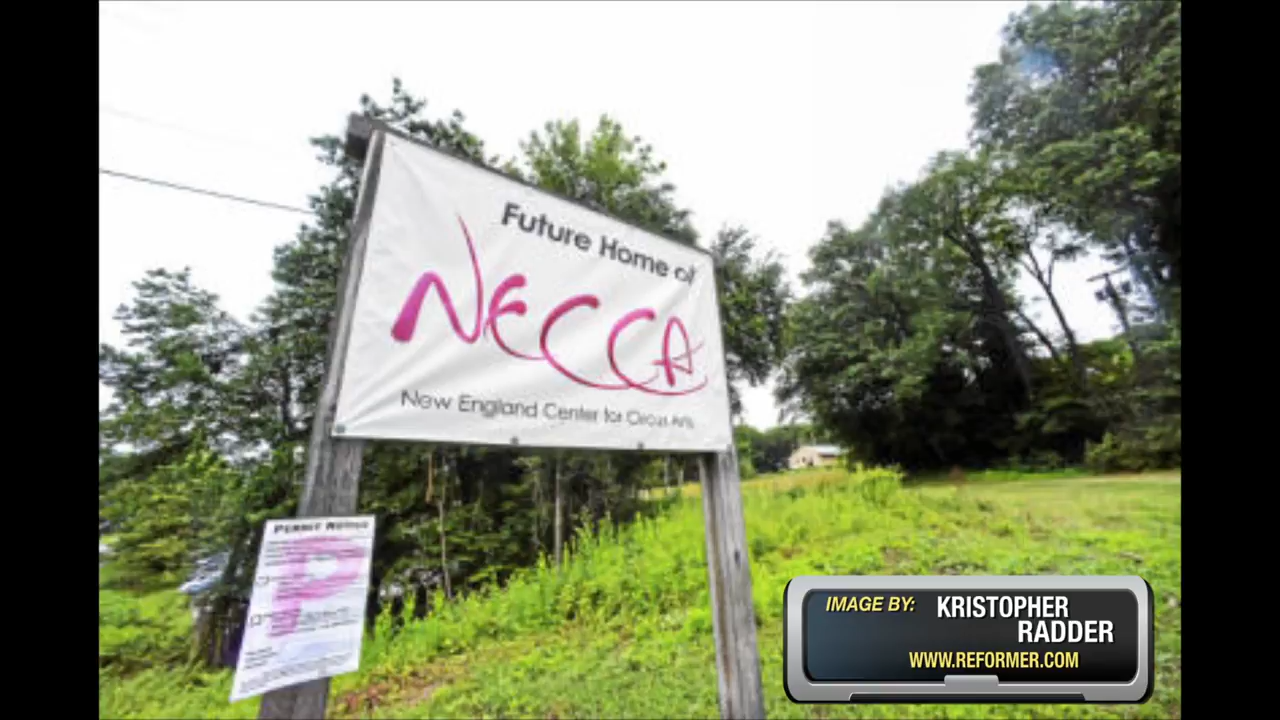 Future Home of
NECCA
New England Center for Circus Arts
PERMIT NOTICE
P
IMAGE BY: KRISTOPHER
RADDER
WWW.REFORMER.COM